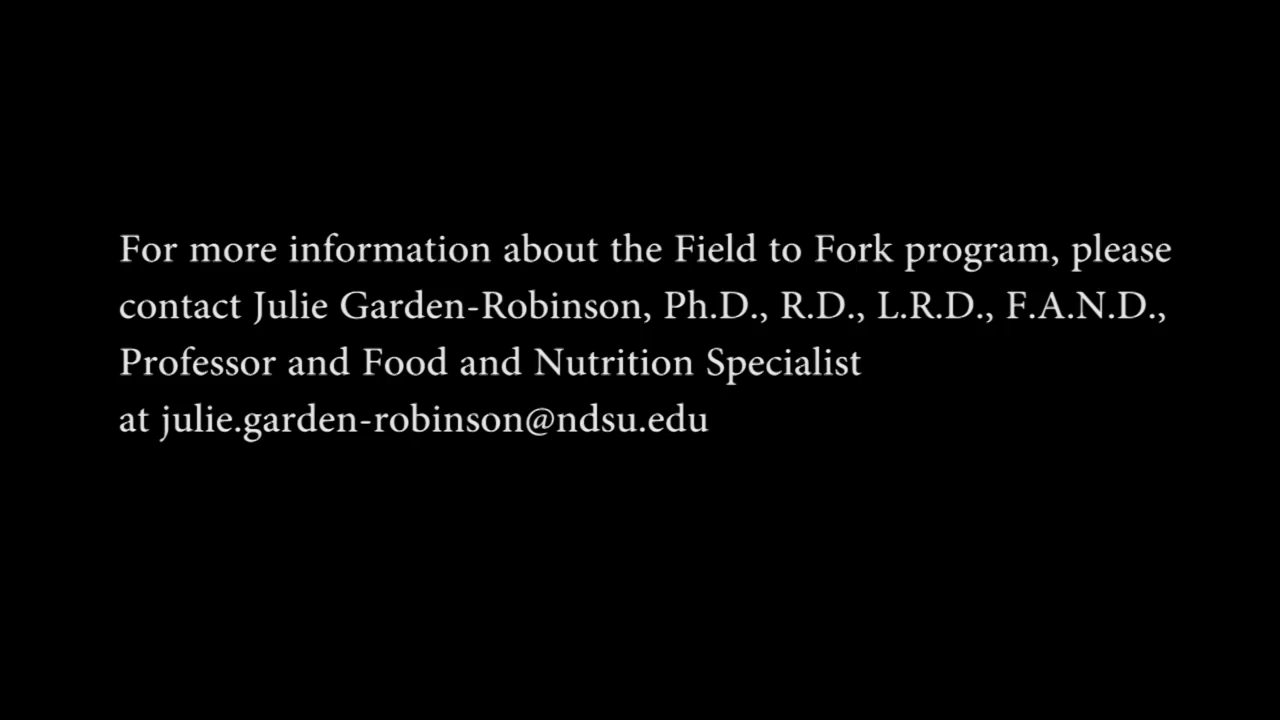 For more information about the Field to Fork program, please
contact Julie Garden-Robinson, Ph.D., R.D., L.R.D., F.A.N.D.,
Professor and Food and Nutrition Specialist
at julie.garden-robinson@ndsu.edu